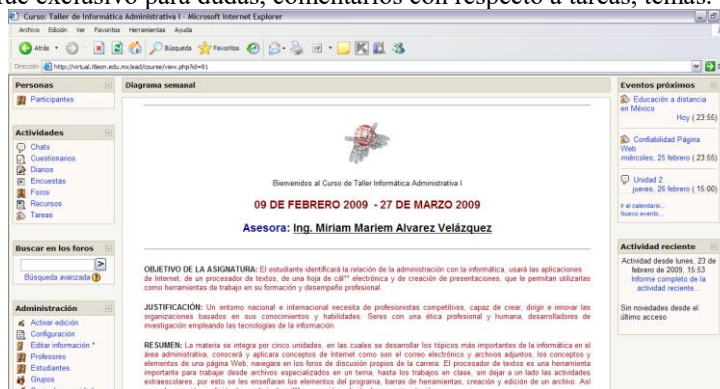 fue exclusivo para dudas, comentarios con respecto a tareas, temas.
Curso: Taller de Informática Administrativa I - Microsoft Internet Explorer
Archivo Edición Ver Favoritos Herramientas Ayuda
Atrás Búsqueda Favoritos
Dirección http://virtual.itleon.edu.mx/ead/course/view.php?id=91
Personas
Participantes
Actividades
Chats
Cuestionarios
Diarios
Encuestas
Foros
Recursos
Tareas
Buscar en los foros
Búsqueda avanzada
Administración
Activar edición
Configuración
Editar información
Profesores
Estudiantes
Grupos
Diagrama semanal
Bienvenidos al Curso de Taller Informática Administrativa I
09 DE FEBRERO 2009 - 27 DE MARZO 2009
Asesora: Ing. Miriam Mariem Alvarez Velázquez
OBJETIVO DE LA ASIGNATURA: El estudiante identificará la relación de la administración con la informática, usará las aplicaciones
de Internet, de un procesador de textos, de una hoja de cál** electrónica y de creación de presentaciones, que le permitan utilizarlas
como herramientas de trabajo en su formación y desempeño profesional.
JUSTIFICACIÓN: Un entorno nacional e internacional necesita de profesionistas competitivos, capaz de crear, dirigir e innovar las
organizaciones basados en sus conocimientos y habilidades. Seres con una ética profesional y humana, desarrolladores de
investigación empleando las tecnologías de la información.
RESUMEN: La materia se integra por cinco unidades, en las cuales se desarrollar los tópicos más importantes de la informática en el
área administrativa, conocerá y aplicara conceptos de Internet como son el correo electrónico y archivos adjuntos, los conceptos y
elementos de una página Web, navegara en los foros de discusión propios de la carrera. El procesador de textos es una herramienta
importante para trabajar desde archivos especializados en un tema, hasta los trabajos en clase, sin dejar a un lado las actividades
extraescolares, por esto se les enseñaran los elementos del programa, barras de herramientas, creación y edición de un archivo. Así
Eventos próximos
Educación a distancia
en México
Hoy ( 23:55)
Confiabilidad Página
Web
miércoles, 25 febrero ( 23:55)
Unidad 2
jueves, 26 febrero ( 15:00)
Ir al calendario...
Nuevo evento...
Actividad reciente
Actividad desde lunes, 23 de
febrero de 2009, 15:53
Informe completo de la
actividad reciente...
Sin novedades desde el
último acceso